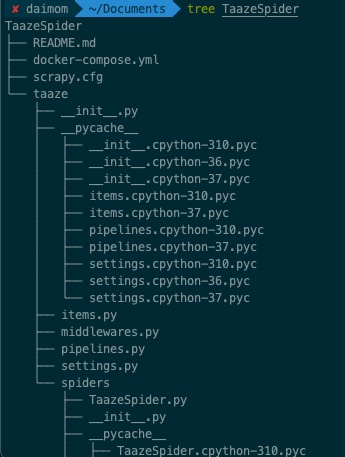 ✘ daimom ~/Documents tree TaazeSpider
TaazeSpider
├── README.md
├── docker-compose.yml
├── scrapy.cfg
└── taaze
    ├── __init__.py
    ├── __pycache__
    │   ├── __init__.cpython-310.pyc
    │   ├── __init__.cpython-36.pyc
    │   ├── __init__.cpython-37.pyc
    │   ├── items.cpython-310.pyc
    │   ├── items.cpython-37.pyc
    │   ├── pipelines.cpython-310.pyc
    │   ├── pipelines.cpython-37.pyc
    │   ├── settings.cpython-310.pyc
    │   ├── settings.cpython-36.pyc
    │   └── settings.cpython-37.pyc
    ├── items.py
    ├── middlewares.py
    ├── pipelines.py
    ├── settings.py
    └── spiders
        ├── TaazeSpider.py
        ├── __init__.py
        ├── __pycache__
        │   ├── TaazeSpider.cpython-310.pyc